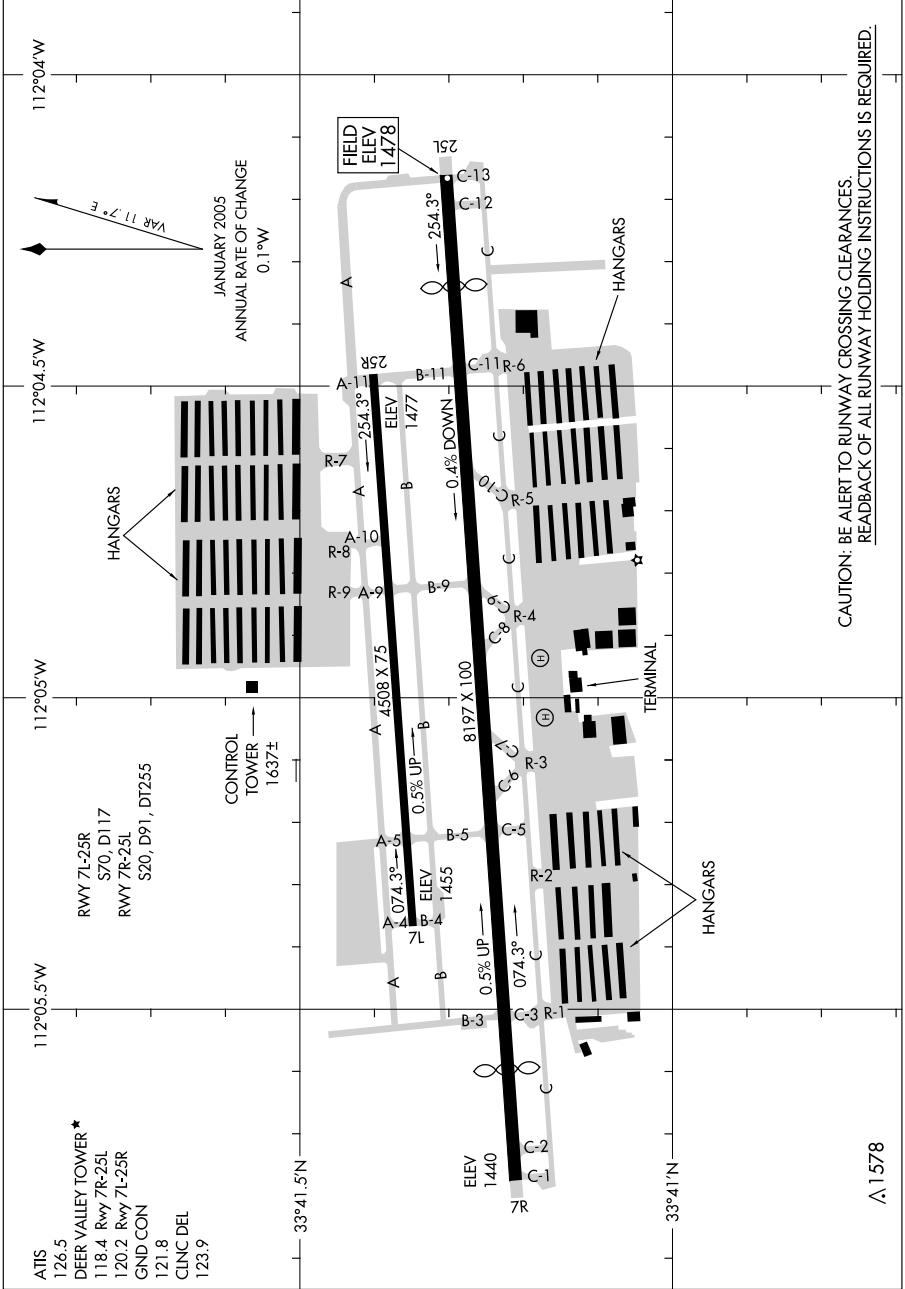 ATIS
126.5
DEER VALLEY TOWER★
118.4 Rwy 7R-25L
120.2 Rwy 7L-25R
GND CON
121.8
CLNC DEL
123.9
RWY 7L-25R
S70, D117
RWY 7R-25L
S20, D91, DT255
CONTROL
TOWER
1637±
HANGARS
VAR 11.7° E
JANUARY 2005
ANNUAL RATE OF CHANGE
0.1°W
112°05.5'W
112°05'W
112°04.5'W
112°04'W
33°41.5'N
33°41'N
FIELD
ELEV
1478
25L
C-13
C-12
254.3°
A
C
A-11
25R
B-11
C-11
R-6
254.3°
ELEV
1477
R-7
A
B
0.4% DOWN
C
C-10
R-5
A-10
R-8
R-9
A-9
B-9
C
C-9
C-8
R-4
4508 X 75
8197 X 100
H
H
C
A
B
0.5% UP
C-7
C-6
R-3
A-5
B-5
C-5
074.3°
ELEV
1455
A-4
B-4
7L
R-2
A
B
0.5% UP
074.3°
C
B-3
C-3
R-1
C
ELEV
1440
C-2
C-1
7R
HANGARS
TERMINAL
HANGARS
1578
CAUTION: BE ALERT TO RUNWAY CROSSING CLEARANCES.
READBACK OF ALL RUNWAY HOLDING INSTRUCTIONS IS REQUIRED.